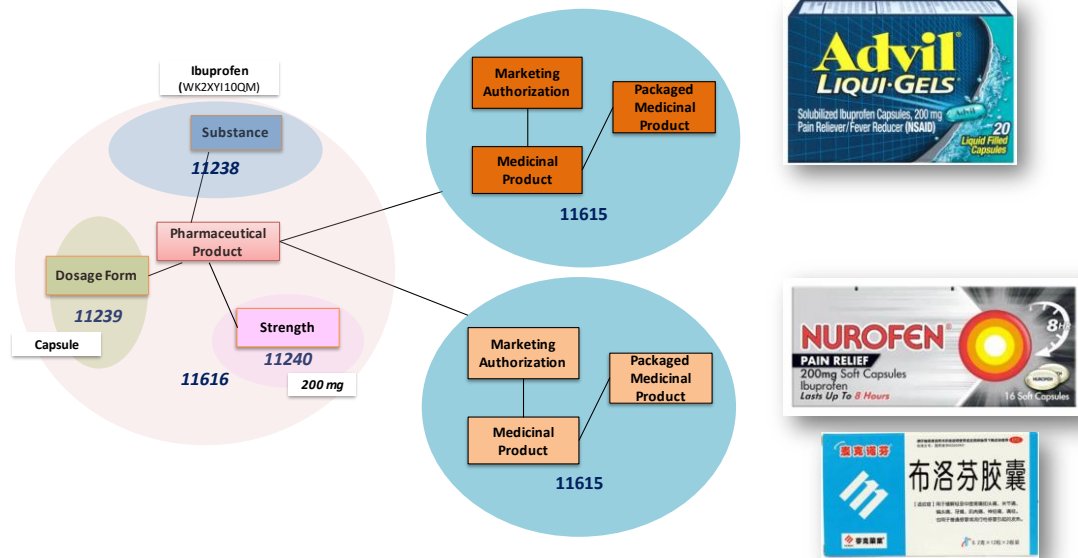 Ibuprofen
(WK2XYI10QM)
Substance
11238
Pharmaceutical
Product
Dosage Form
11239
Capsule
Strength
11240
200 mg
11616
Marketing
Authorization
Packaged
Medicinal
Product
Medicinal
Product
11615
Marketing
Authorization
Packaged
Medicinal
Product
Medicinal
Product
11615
Advil®
LIQUI·GELS®
Solubilized Ibuprofen Capsules, 200 mg
Pain Reliever/Fever Reducer (NSAID)
Advil
20
Liquid Filled
Capsules
NUROFEN®
PAIN RELIEF
200mg Soft Capsules
Ibuprofen
Lasts Up To 8 Hours
8HR
NUROFEN
16 Soft Capsules
布洛芬胶囊